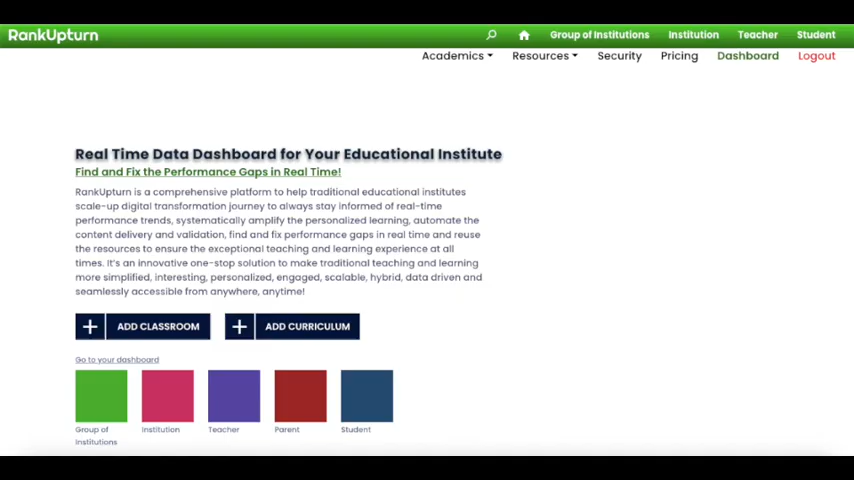 RankUpturn
Group of Institutions Institution Teacher Student
Academics Resources Security Pricing Dashboard Logout
Real Time Data Dashboard for Your Educational Institute
Find and Fix the Performance Gaps in Real Time!
RankUpturn is a comprehensive platform to help traditional educational institutes
scale-up digital transformation journey to always stay informed of real-time
performance trends, systematically amplify the personalized learning, automate the
content delivery and validation, find and fix performance gaps in real time and reuse
the resources to ensure the exceptional teaching and learning experience at all
times. It's an innovative one-stop solution to make traditional teaching and learning
more simplified, interesting, personalized, engaged, scalable, hybrid, data driven and
seamlessly accessible from anywhere, anytime!
ADD CLASSROOM ADD CURRICULUM
Go to your dashboard
Group of Institutions Institution Teacher Parent Student